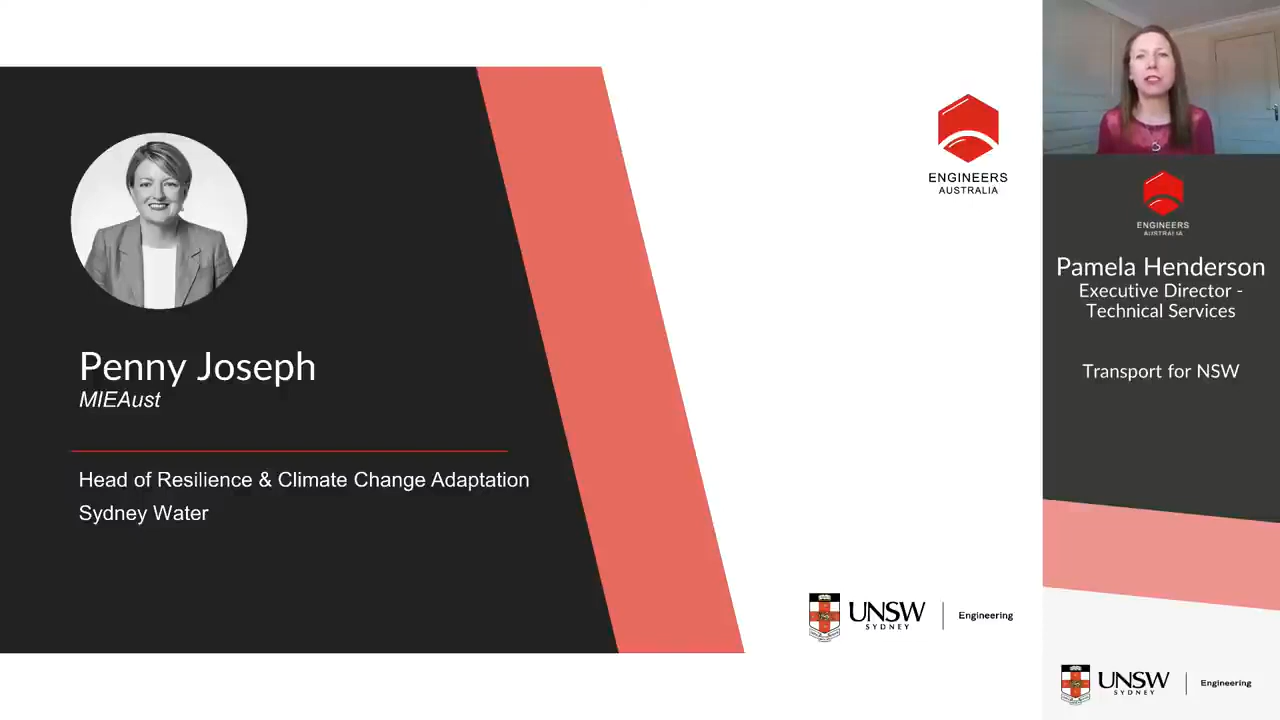 Penny Joseph
MIEAust
Head of Resilience & Climate Change Adaptation
Sydney Water
ENGINEERS
AUSTRALIA
UNSW
SYDNEY
Engineering
ENGINEERS
AUSTRALIA
Pamela Henderson
Executive Director -
Technical Services
Transport for NSW
UNSW
SYDNEY
Engineering